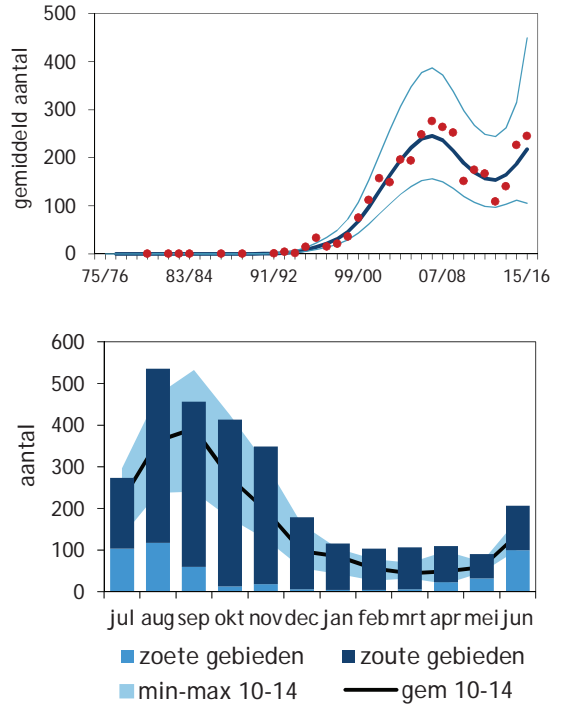 500
400
300
200
100
0
gemiddeld aantal
75/76 83/84 91/92 99/00 07/08 15/16
600
500
400
300
200
100
0
aantal
jul aug sep okt nov dec jan feb mrt apr mei jun
zoete gebieden zoute gebieden
min-max 10-14 gem 10-14